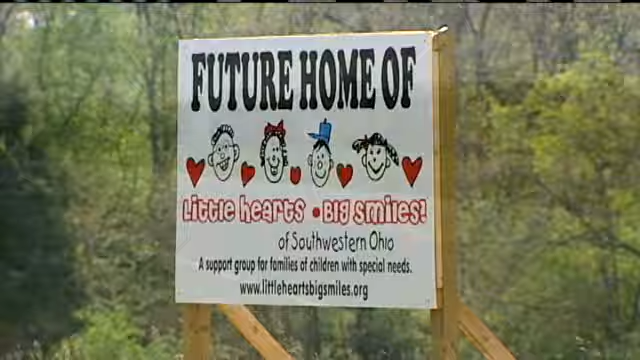 FUTURE HOME OF
Little hearts • Big smiles!
of Southwestern Ohio
A support group for families of children with special needs.
www.littleheartsbigsmiles.org